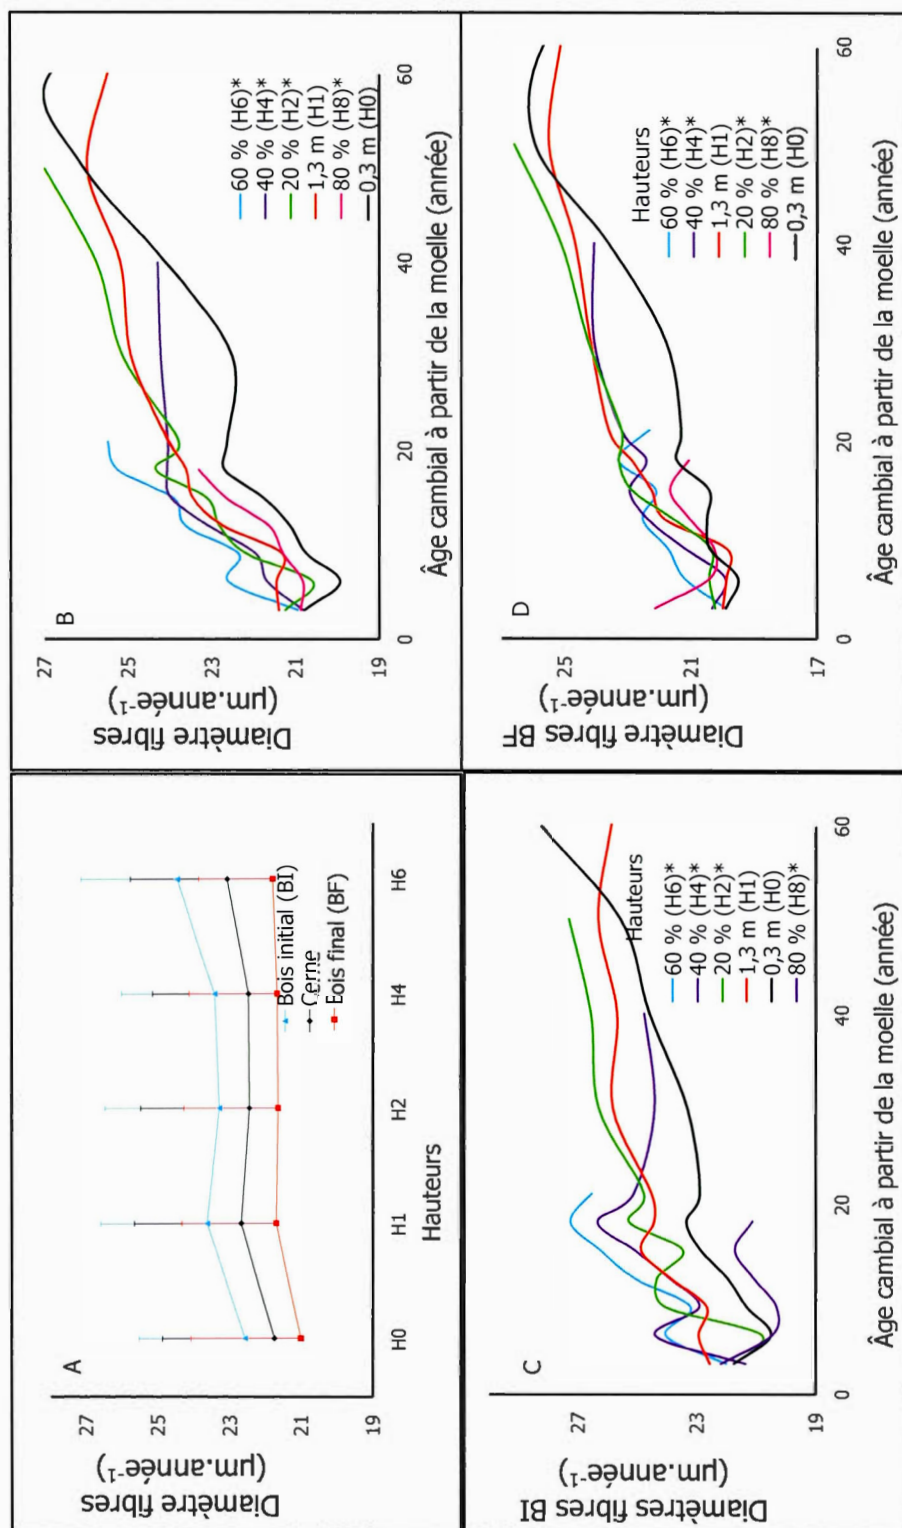 A
27
25
23
21
19
Diamètre fibres
(µm.année⁻¹)
H0
H1
H2
H4
H6
Hauteurs
Bois initial (BI)
Cerne
Eois final (BF)
B
27
25
23
21
19
Diamètre fibres
(µm.année⁻¹)
0
20
40
60
Âge cambial à partir de la moelle (année)
60 % (H6)*
40 % (H4)*
20 % (H2)*
1,3 m (H1)
80 % (H8)*
0,3 m (H0)
C
27
23
19
Diamètres fibres BI
(µm.année⁻¹)
0
20
40
60
Âge cambial à partir de la moelle (année)
Hauteurs
60 % (H6)*
40 % (H4)*
20 % (H2)*
1,3 m (H1)
0,3 m (H0)
80 % (H8)*
D
25
21
17
Diamètre fibres BF
(µm.année⁻¹)
0
20
40
60
Âge cambial à partir de la moelle (année)
Hauteurs
60 % (H6)*
40 % (H4)*
1,3 m (H1)
20 % (H2)*
80 % (H8)*
0,3 m (H0)